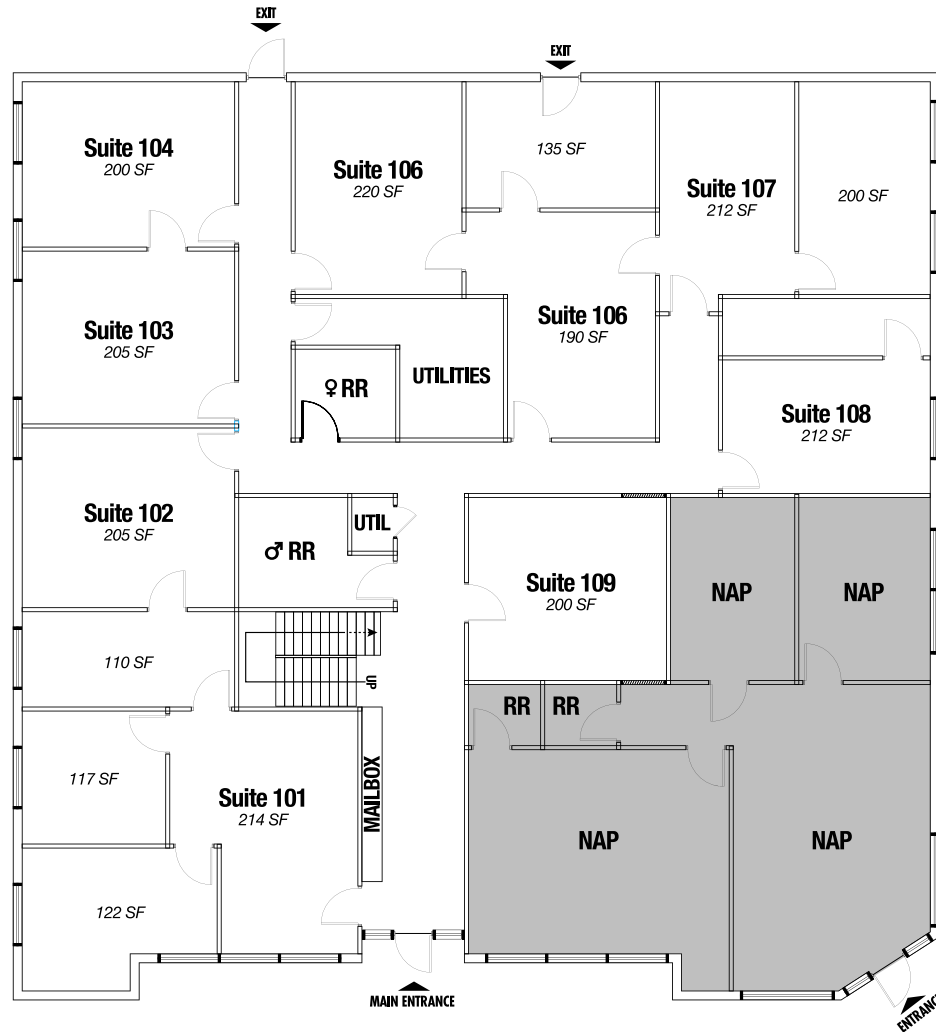 EXIT
EXIT
Suite 104
200 SF
Suite 106
220 SF
135 SF
Suite 107
212 SF
200 SF
Suite 103
205 SF
Suite 106
190 SF
♀ RR
UTILITIES
Suite 108
212 SF
Suite 102
205 SF
UTIL
♂ RR
Suite 109
200 SF
NAP
NAP
110 SF
UP
RR
RR
117 SF
Suite 101
214 SF
MAILBOX
NAP
NAP
122 SF
MAIN ENTRANCE
ENTRANCE